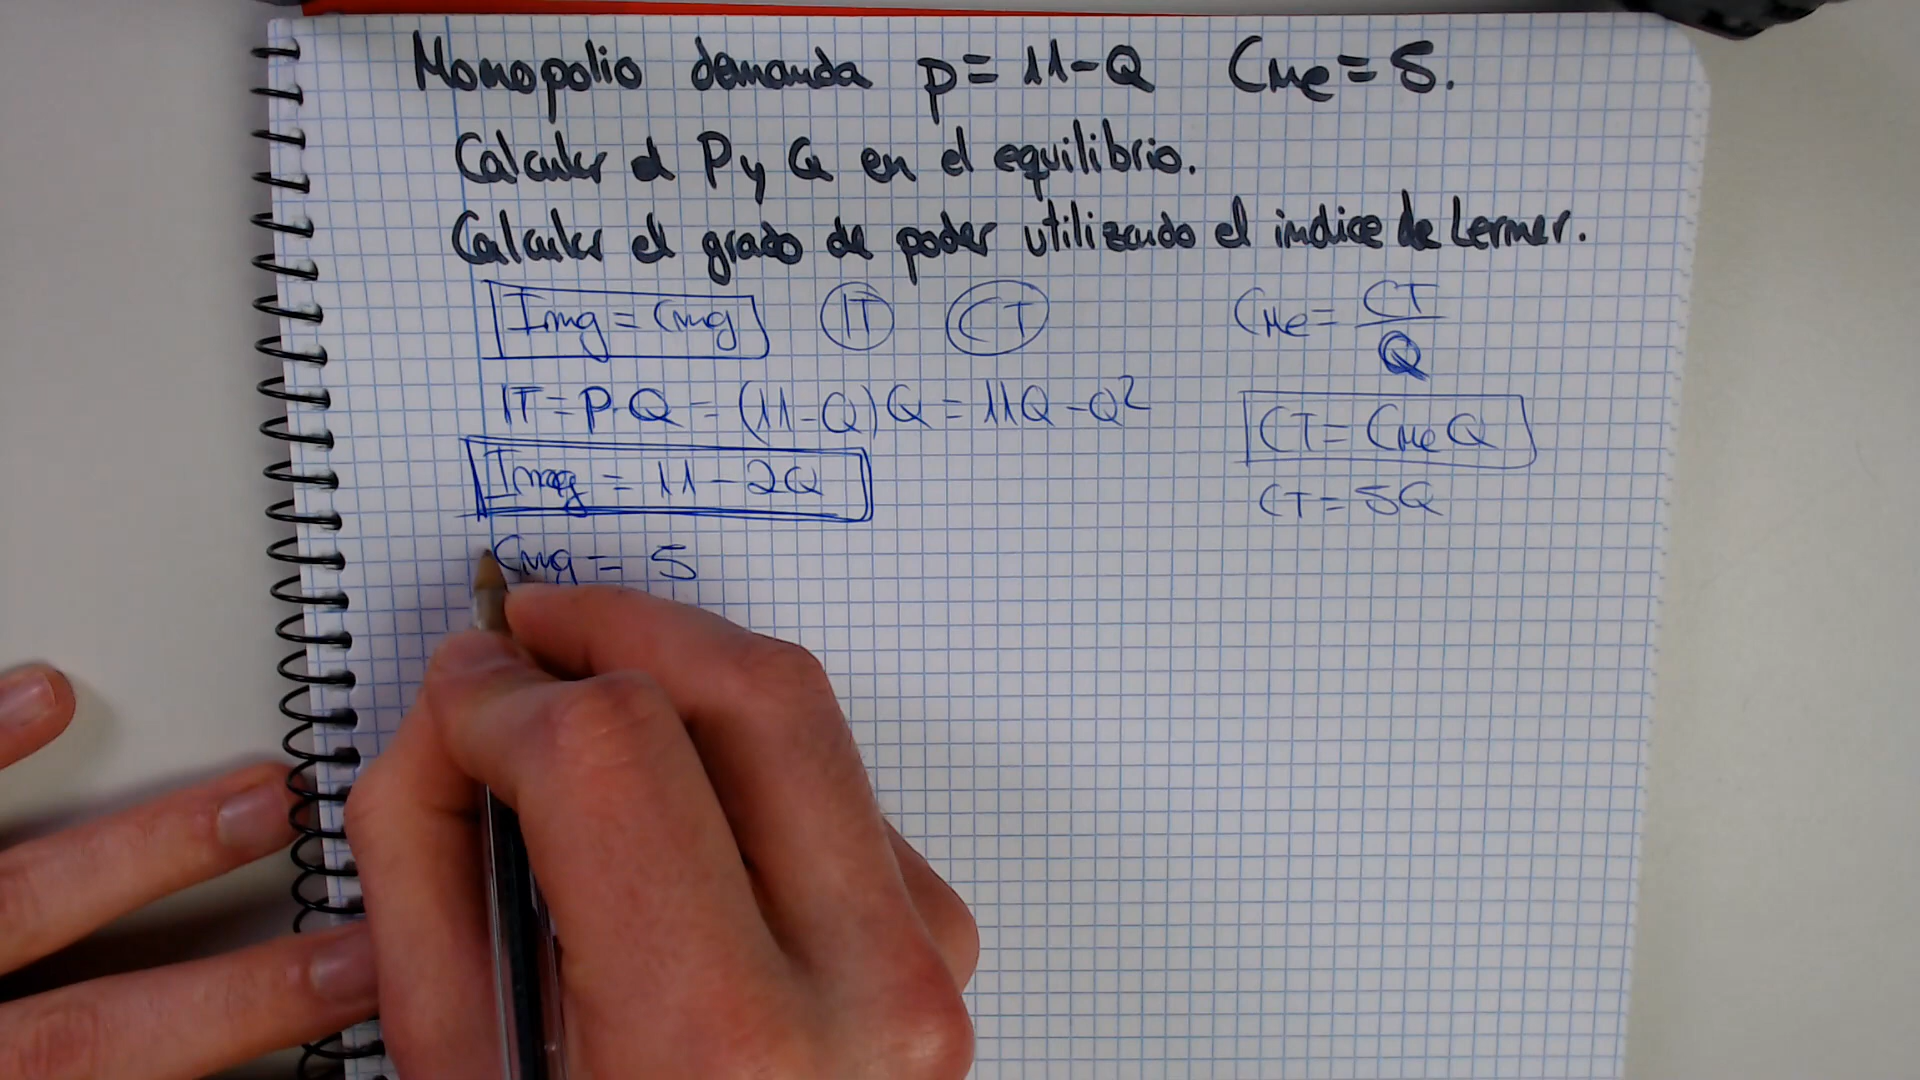 Monopolio demanda p = 11 - Q CMe = 5.
Calcular el P y Q en el equilibrio.
Calcular el grado de poder utilizando el indice de Lerner.
Img = Cmg IT CT
CMe = CT / Q
IT = P · Q = (11 - Q) Q = 11Q - Q²
CT = CMe Q
Img = 11 - 2Q
CT = 5Q
Cmg = 5